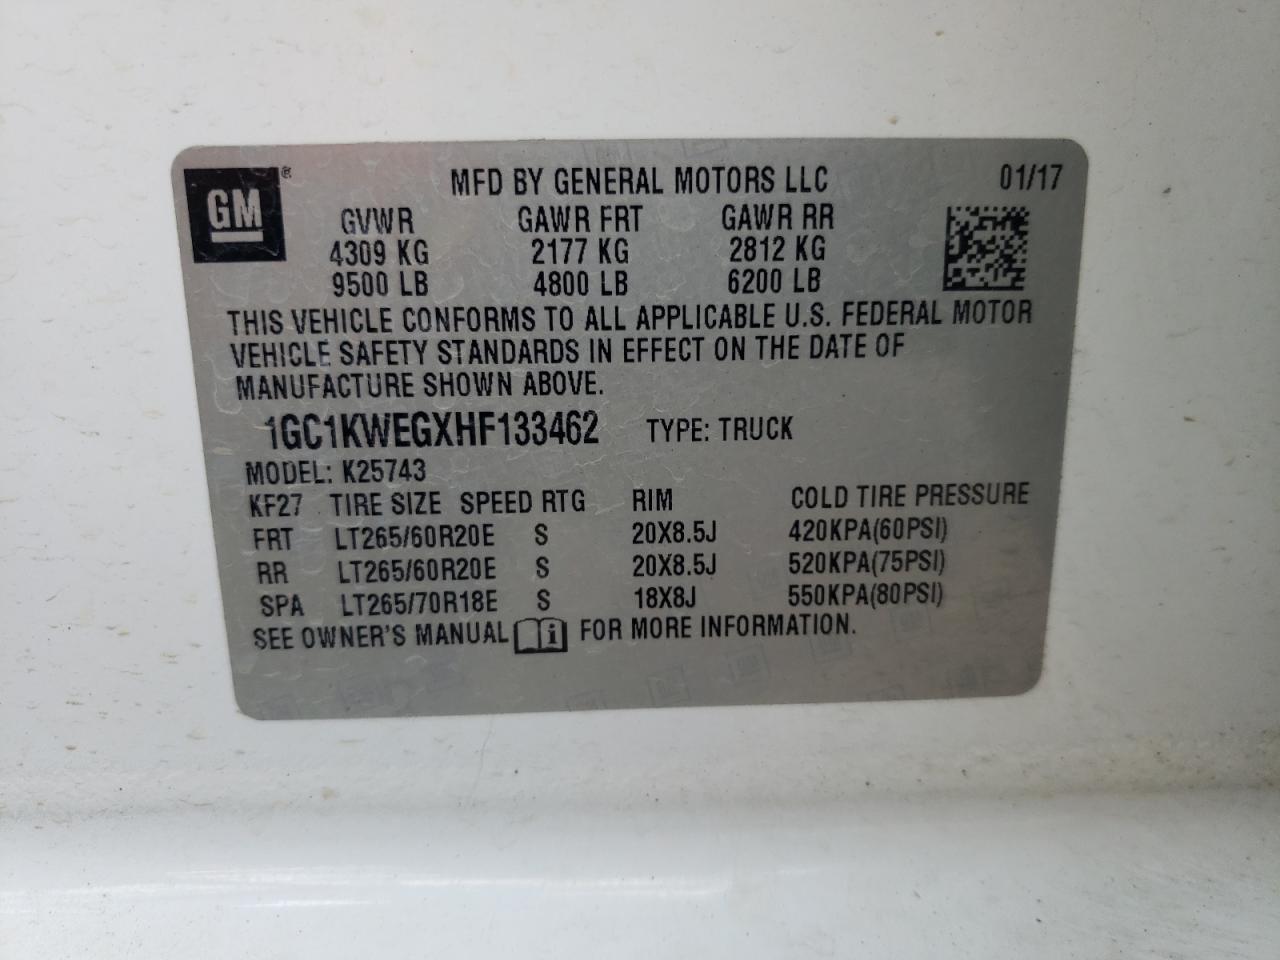 GM® MFD BY GENERAL MOTORS LLC 01/17
GVWR GAWR FRT GAWR RR
4309 KG 2177 KG 2812 KG
9500 LB 4800 LB 6200 LB
THIS VEHICLE CONFORMS TO ALL APPLICABLE U.S. FEDERAL MOTOR
VEHICLE SAFETY STANDARDS IN EFFECT ON THE DATE OF
MANUFACTURE SHOWN ABOVE.
1GC1KWEGXHF133462 TYPE: TRUCK
MODEL: K25743
KF27 TIRE SIZE SPEED RTG RIM COLD TIRE PRESSURE
FRT LT265/60R20E S 20X8.5J 420KPA(60PSI)
RR LT265/60R20E S 20X8.5J 520KPA(75PSI)
SPA LT265/70R18E S 18X8J 550KPA(80PSI)
SEE OWNER'S MANUAL i FOR MORE INFORMATION.